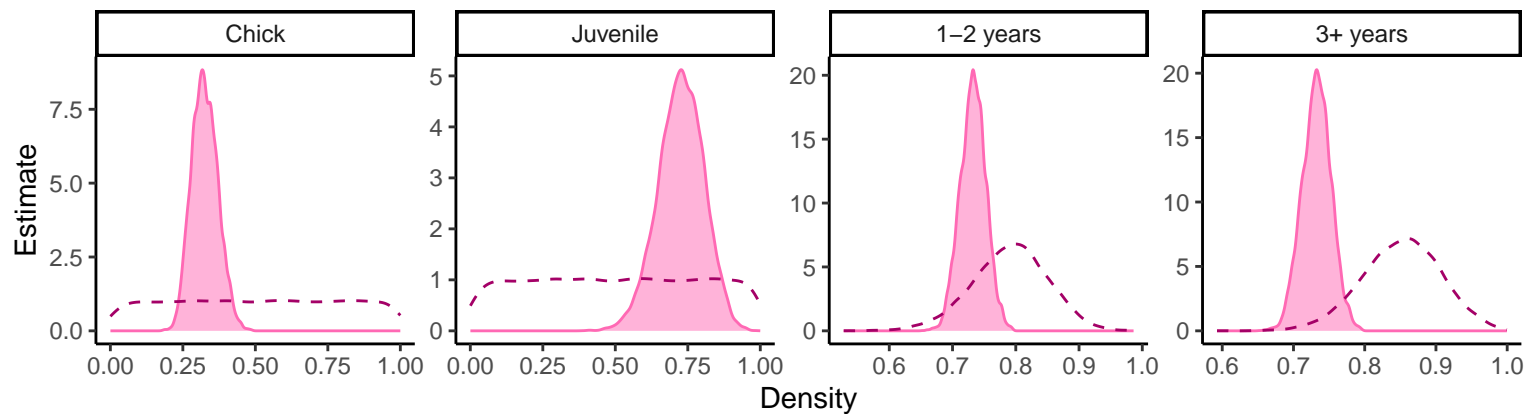 Chick Juvenile 1−2 years 3+ years
Estimate
7.5 5.0 2.5 0.0
5 4 3 2 1 0
20 15 10 5 0
20 15 10 5 0
0.00 0.25 0.50 0.75 1.00 0.00 0.25 0.50 0.75 1.00 0.6 0.7 0.8 0.9 1.0 0.6 0.7 0.8 0.9 1.0
Density